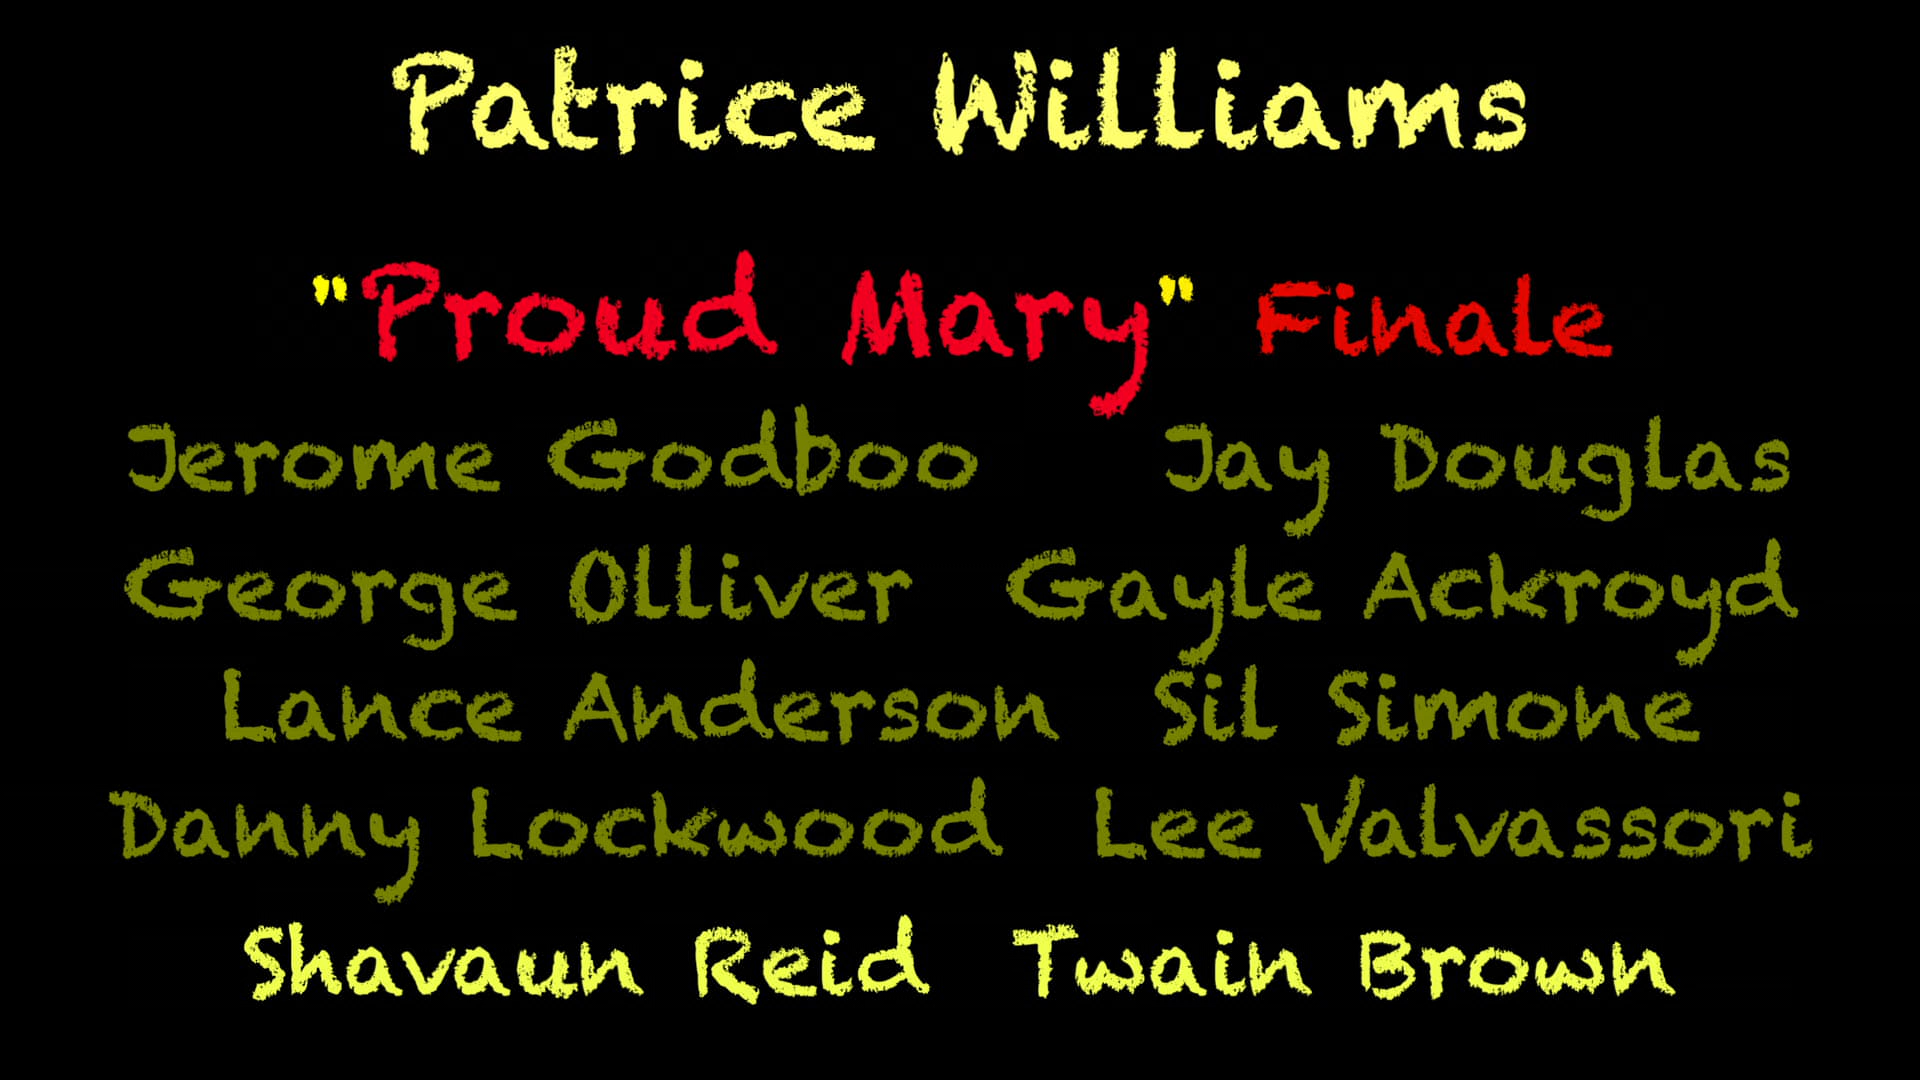 Patrice Williams
"Proud Mary" Finale
Jerome Godboo Jay Douglas
George Olliver Gayle Ackroyd
Lance Anderson Sil Simone
Danny Lockwood Lee Valvassori
Shavaun Reid Twain Brown